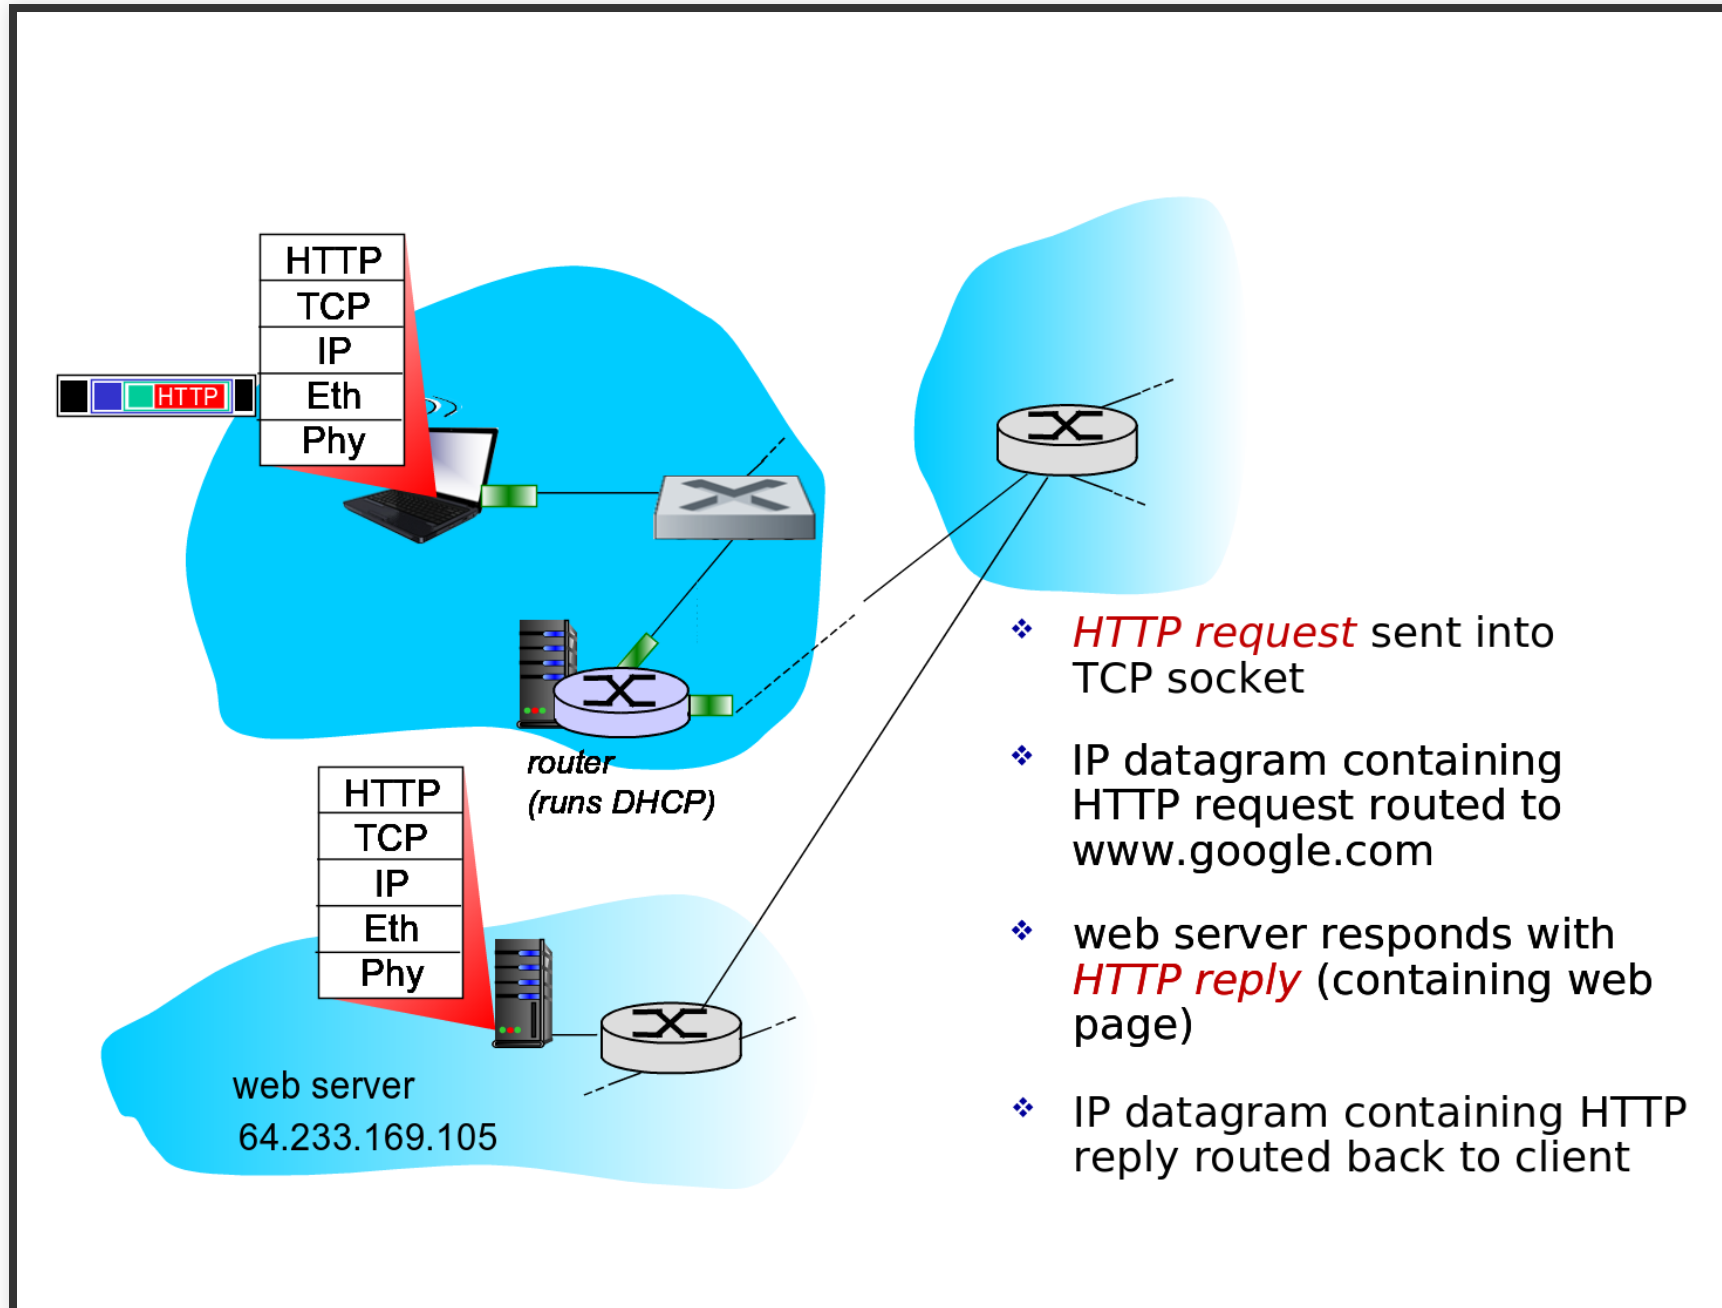 HTTP
TCP
IP
Eth
Phy
HTTP
router
(runs DHCP)
HTTP
TCP
IP
Eth
Phy
web server
64.233.169.105
HTTP request sent into
TCP socket
IP datagram containing
HTTP request routed to
www.google.com
web server responds with
HTTP reply (containing web
page)
IP datagram containing HTTP
reply routed back to client